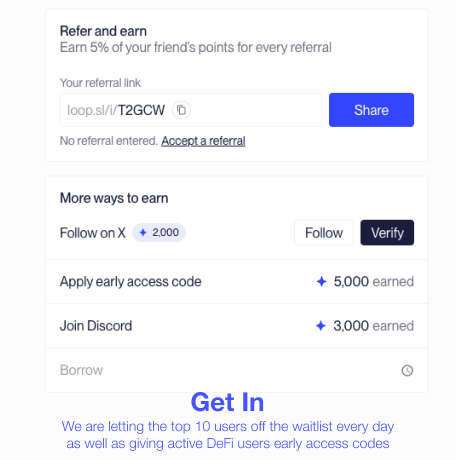 Refer and earn
Earn 5% of your friend's points for every referral
Your referral link
loop.sl/i/T2GCW
Share
No referral entered. Accept a referral
More ways to earn
Follow on X 2,000 Follow Verify
Apply early access code 5,000 earned
Join Discord 3,000 earned
Borrow
Get In
We are letting the top 10 users off the waitlist every day
as well as giving active DeFi users early access codes